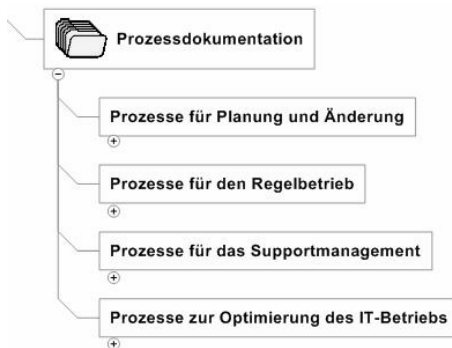 Prozessdokumentation
Prozesse für Planung und Änderung
Prozesse für den Regelbetrieb
Prozesse für das Supportmanagement
Prozesse zur Optimierung des IT-Betriebs